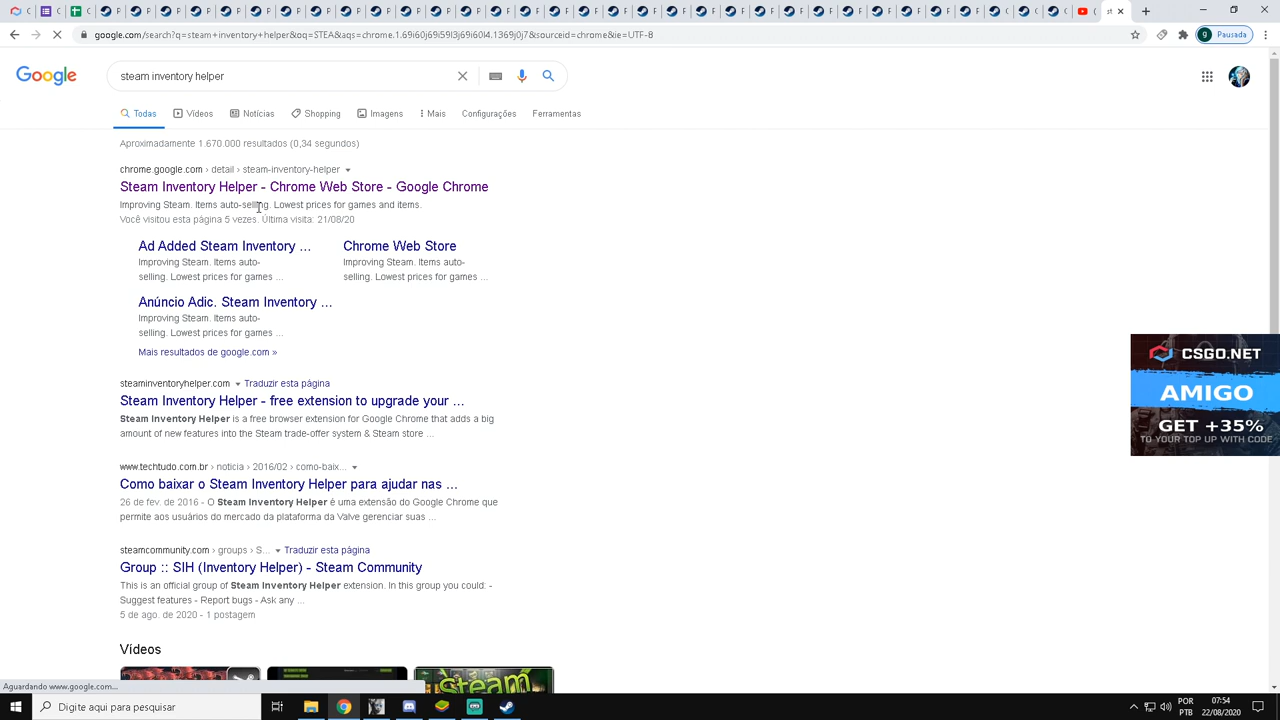 google.com/search?q=steam+inventory+helper&oq=STEA&aqs=chrome.1.69i60j69i59l3j69i60l4.1369j0j7&sourceid=chrome&ie=UTF-8
Pausada
Google
steam inventory helper
Todas
Vídeos
Notícias
Shopping
Imagens
Mais
Configurações
Ferramentas
Aproximadamente 1.670.000 resultados (0,34 segundos)
chrome.google.com › detail › steam-inventory-helper
Steam Inventory Helper - Chrome Web Store - Google Chrome
Improving Steam. Items auto-selling. Lowest prices for games and items.
Você visitou esta página 5 vezes. Última visita: 21/08/20
Ad Added Steam Inventory ...
Improving Steam. Items auto-
selling. Lowest prices for games ...
Chrome Web Store
Improving Steam. Items auto-
selling. Lowest prices for games ...
Anúncio Adic. Steam Inventory ...
Improving Steam. Items auto-
selling. Lowest prices for games ...
Mais resultados de google.com »
steaminventoryhelper.com Traduzir esta página
Steam Inventory Helper - free extension to upgrade your ...
Steam Inventory Helper is a free browser extension for Google Chrome that adds a big
amount of new features into the Steam trade-offer system & Steam store ...
www.techtudo.com.br › noticia › 2016/02 › como-baix...
Como baixar o Steam Inventory Helper para ajudar nas ...
26 de fev. de 2016 - O Steam Inventory Helper é uma extensão do Google Chrome que
permite aos usuários do mercado da plataforma da Valve gerenciar suas ...
steamcommunity.com › groups › S... Traduzir esta página
Group :: SIH (Inventory Helper) - Steam Community
This is an official group of Steam Inventory Helper extension. In this group you could: -
Suggest features - Report bugs - Ask any ...
5 de ago. de 2020 - 1 postagem
Vídeos
CSGO.NET
AMIGO
GET +35%
TO YOUR TOP UP WITH CODE
Aguardando www.google.com...
Digite aqui para pesquisar
POR
PTB
07:54
22/08/2020